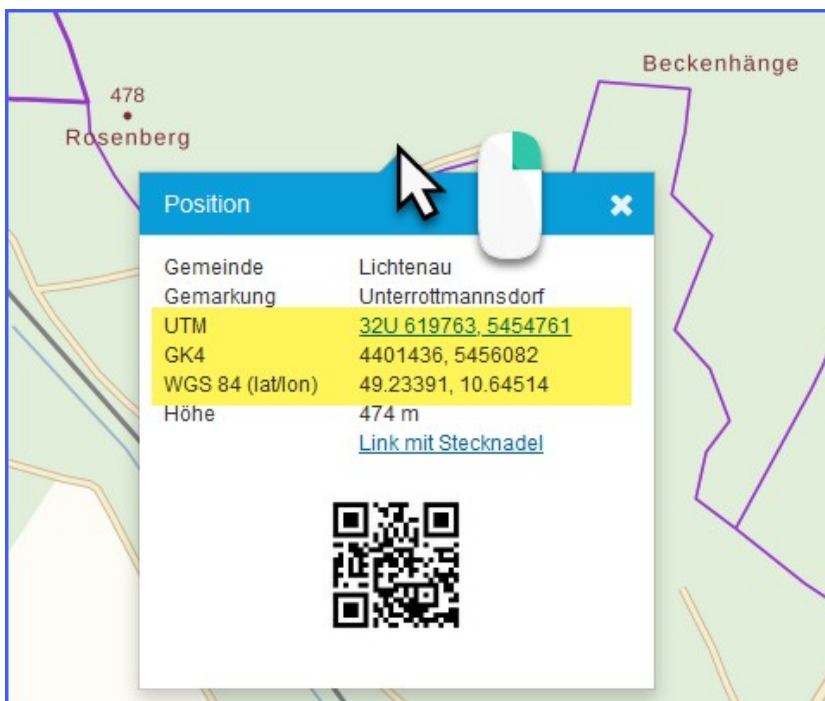 Beckenhänge
478
Rosenberg
Position
Gemeinde Lichtenau
Gemarkung Unterrottmannsdorf
UTM 32U 619763, 5454761
GK4 4401436, 5456082
WGS 84 (lat/lon) 49.23391, 10.64514
Höhe 474 m
Link mit Stecknadel